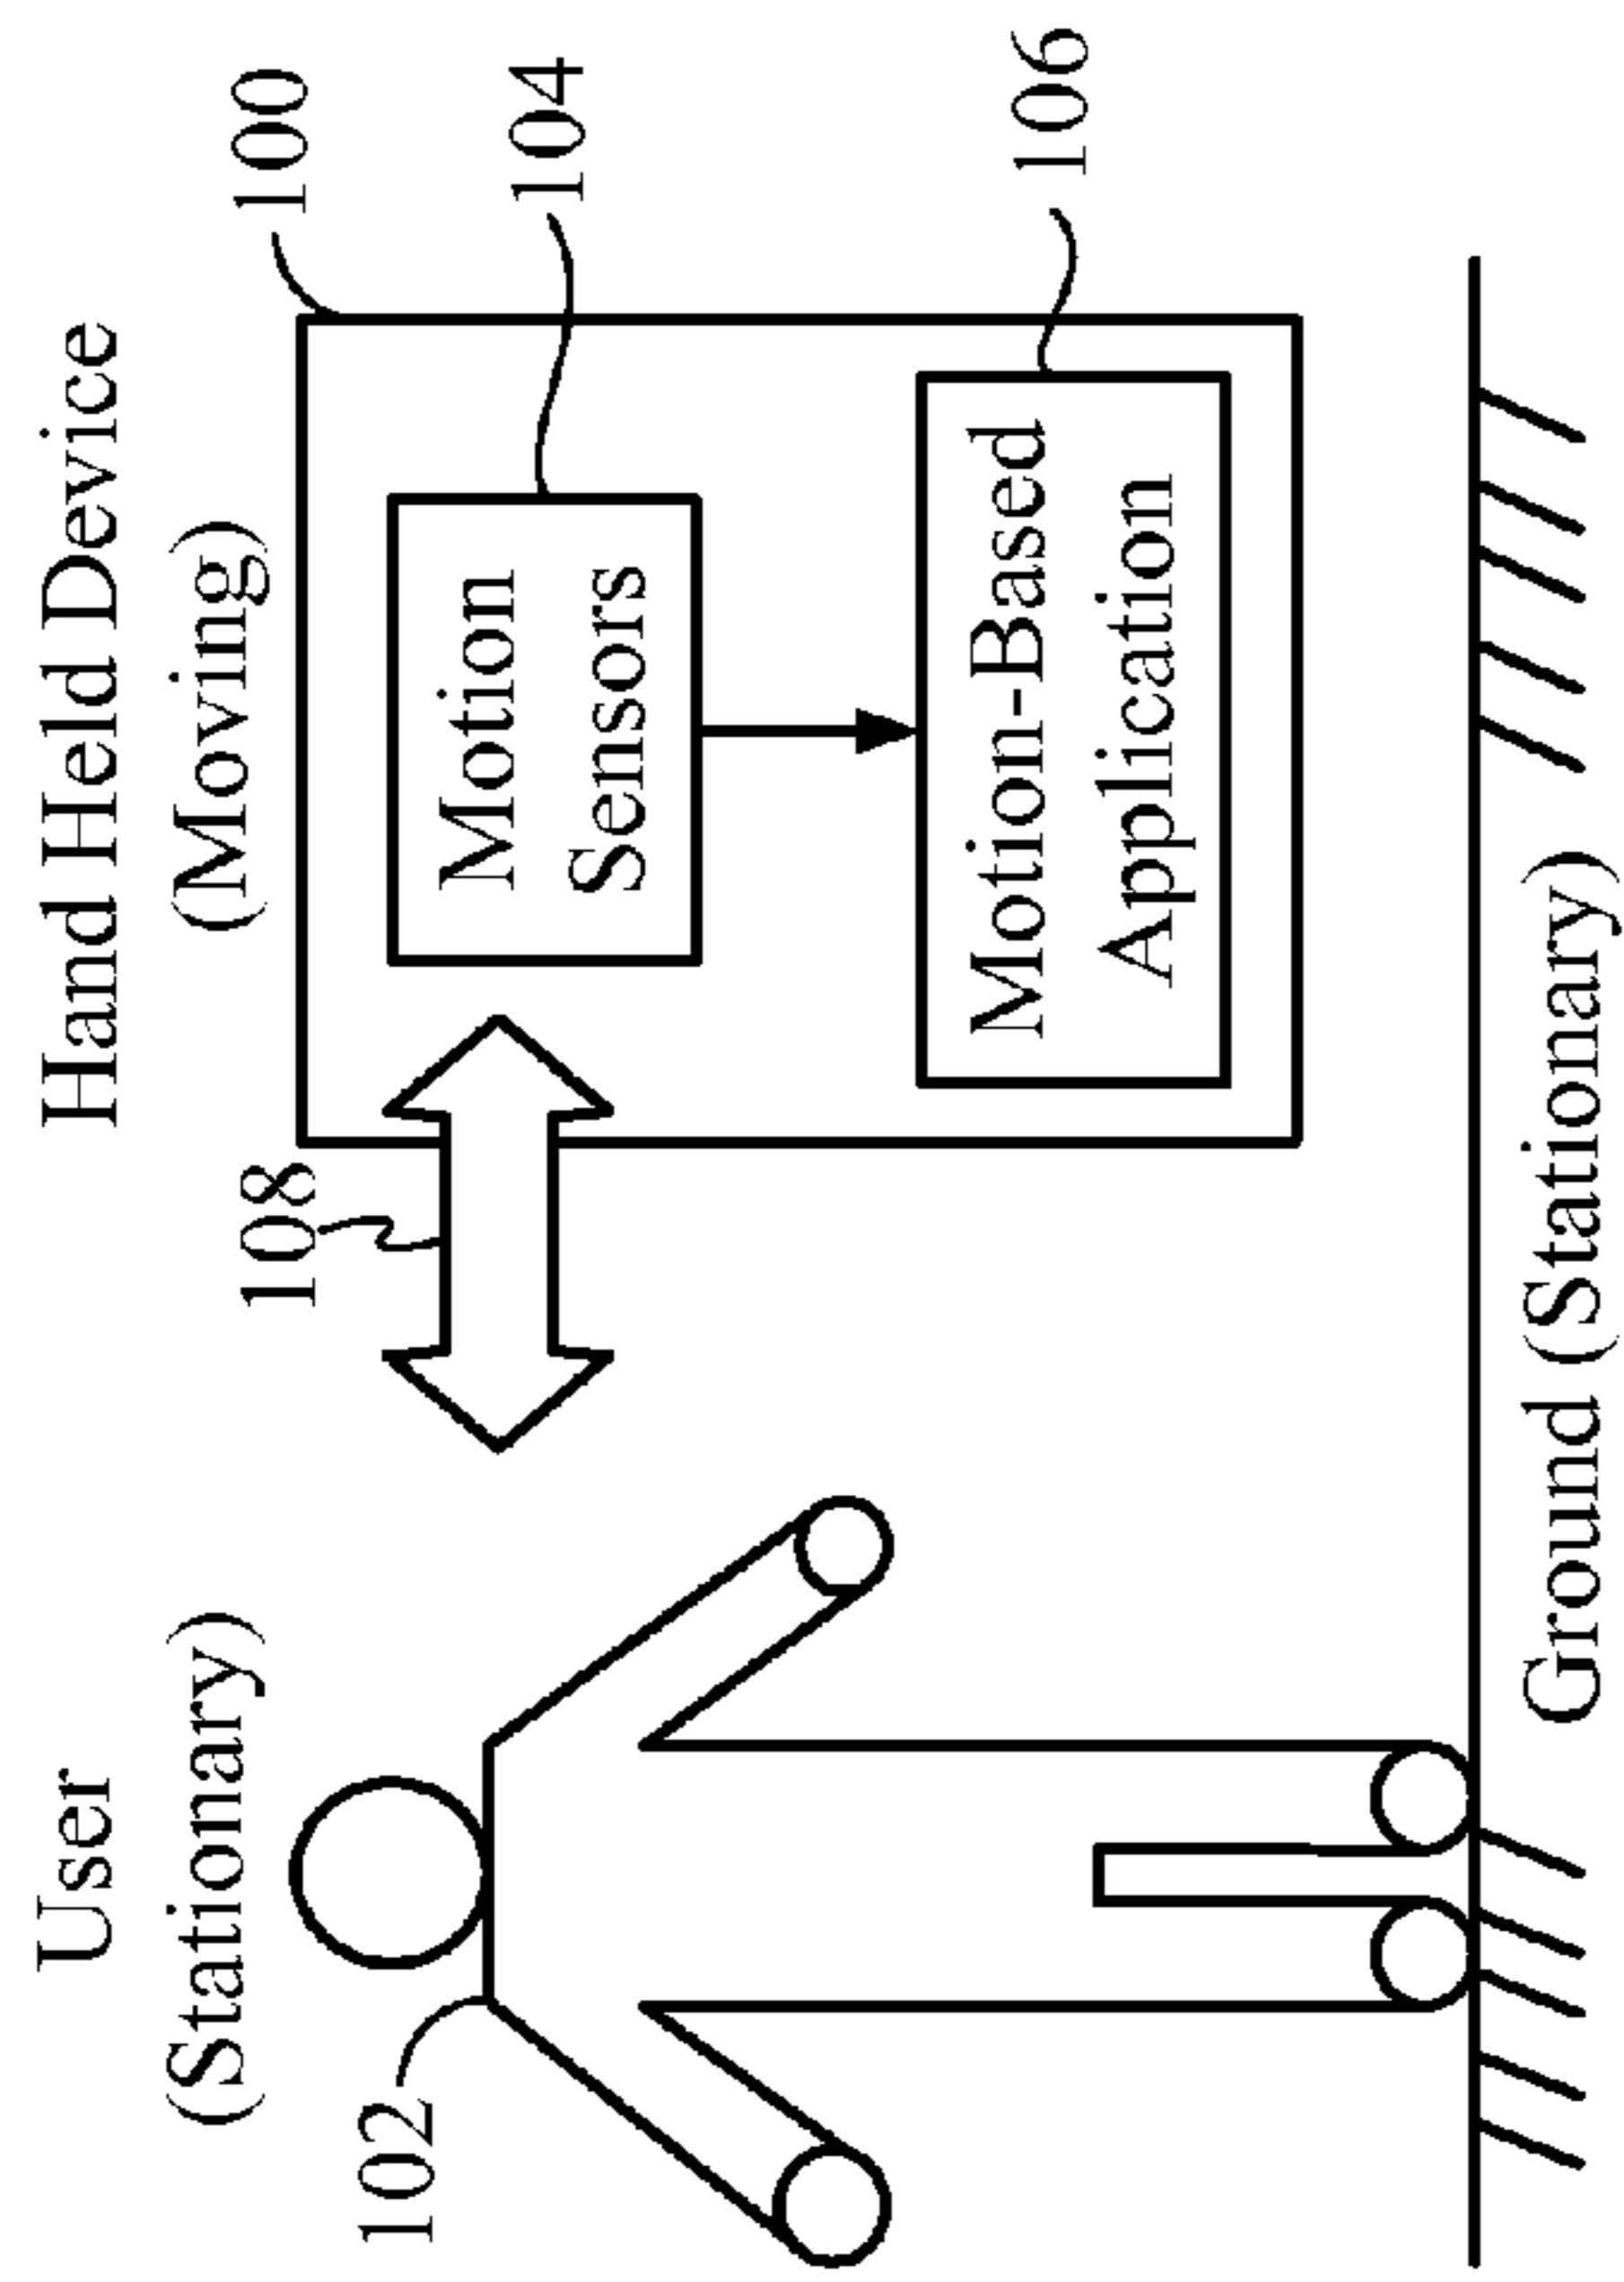 User
(Stationary)
Hand Held Device
(Moving)
100
102
108
Motion
Sensors
104
Motion-Based
Application
106
Ground (Stationary)